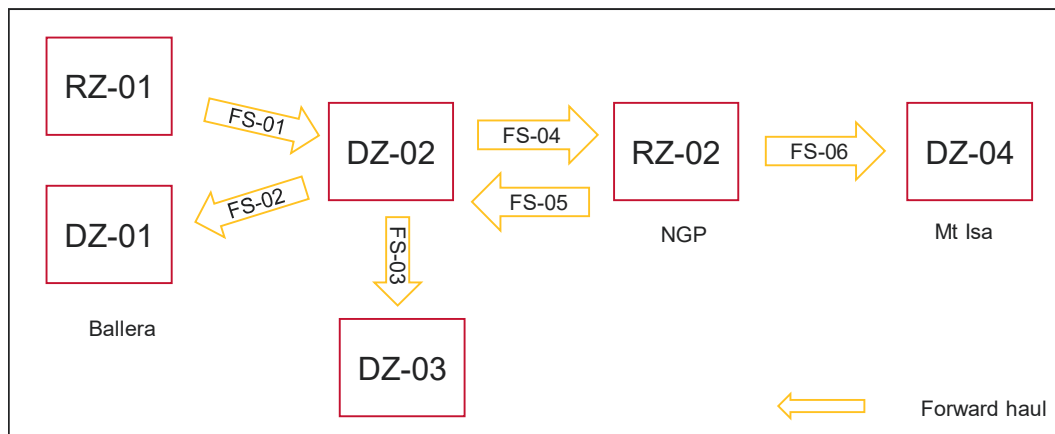 RZ-01
FS-01
DZ-02
FS-04
RZ-02
FS-06
DZ-04
DZ-01
FS-02
FS-05
NGP
Mt Isa
FS-03
Ballera
DZ-03
Forward haul